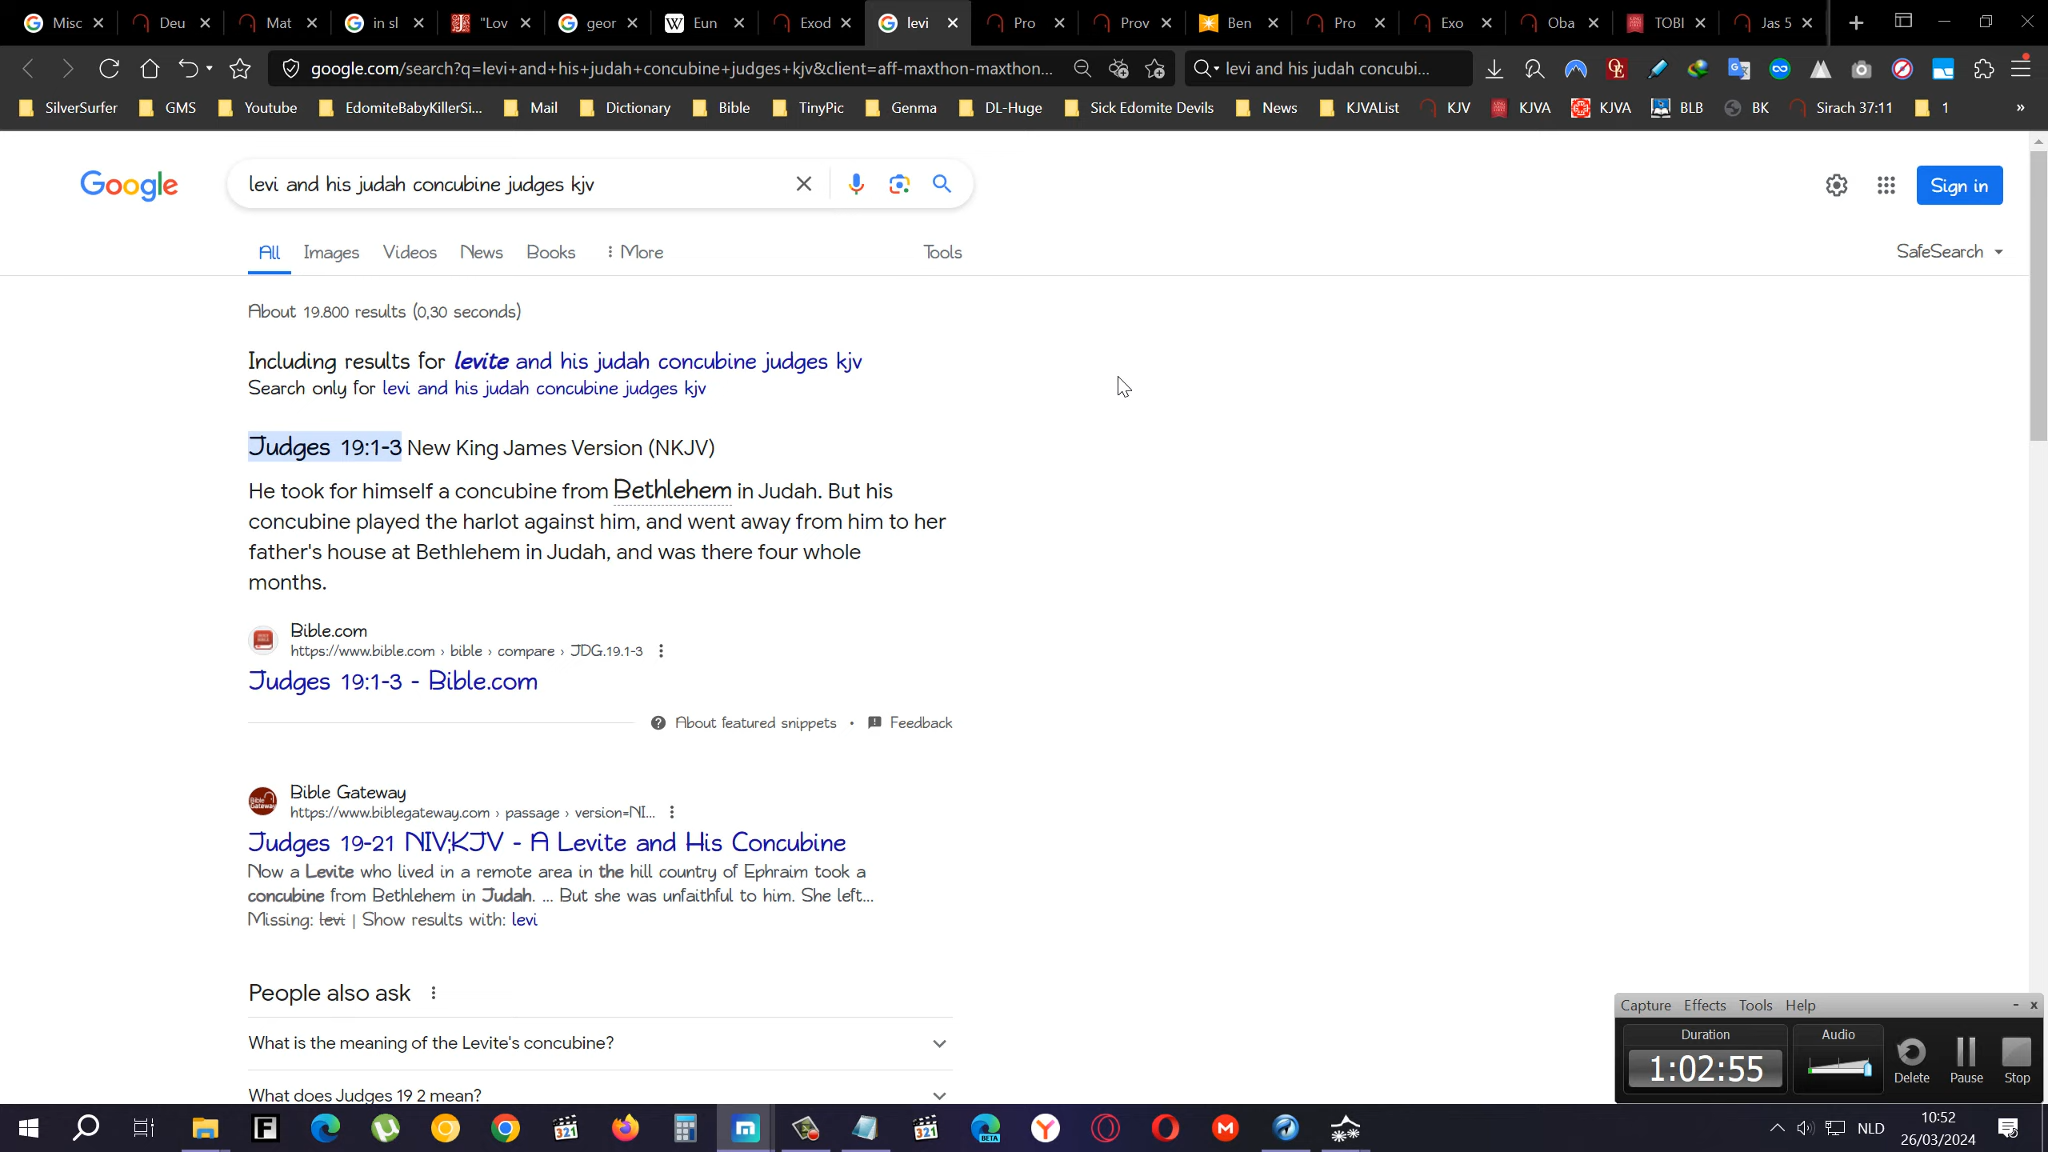 Misc
Deu
Mat
in sl
"Lov
geor
Eun
Exod
levi
Pro
Prov
Ben
Pro
Exo
Oba
TOBI
Jas 5
google.com/search?q=levi+and+his+judah+concubine+judges+kjv&client=aff-maxthon-maxthon...
levi and his judah concubi...
SilverSurfer
GMS
Youtube
EdomiteBabyKillerSi...
Mail
Dictionary
Bible
TinyPic
Genma
DL-Huge
Sick Edomite Devils
News
KJVAList
KJV
KJVA
KJVA
BLB
BK
Sirach 37:11
1
Google
levi and his judah concubine judges kjv
Sign in
All
Images
Videos
News
Books
More
Tools
SafeSearch
About 19.800 results (0,30 seconds)
Including results for levite and his judah concubine judges kjv
Search only for levi and his judah concubine judges kjv
Judges 19:1-3 New King James Version (NKJV)
He took for himself a concubine from Bethlehem in Judah. But his
concubine played the harlot against him, and went away from him to her
father's house at Bethlehem in Judah, and was there four whole
months.
Bible.com
https://www.bible.com › bible › compare › JDG.19.1-3
Judges 19:1-3 - Bible.com
About featured snippets • Feedback
Bible Gateway
https://www.biblegateway.com › passage › version=NI...
Judges 19-21 NIV;KJV - A Levite and His Concubine
Now a Levite who lived in a remote area in the hill country of Ephraim took a
concubine from Bethlehem in Judah. ... But she was unfaithful to him. She left...
Missing: levi | Show results with: levi
People also ask
What is the meaning of the Levite's concubine?
What does Judges 19 2 mean?
Capture Effects Tools Help
Duration
1:02:55
Audio
Delete
Pause
Stop
NLD
10:52
26/03/2024